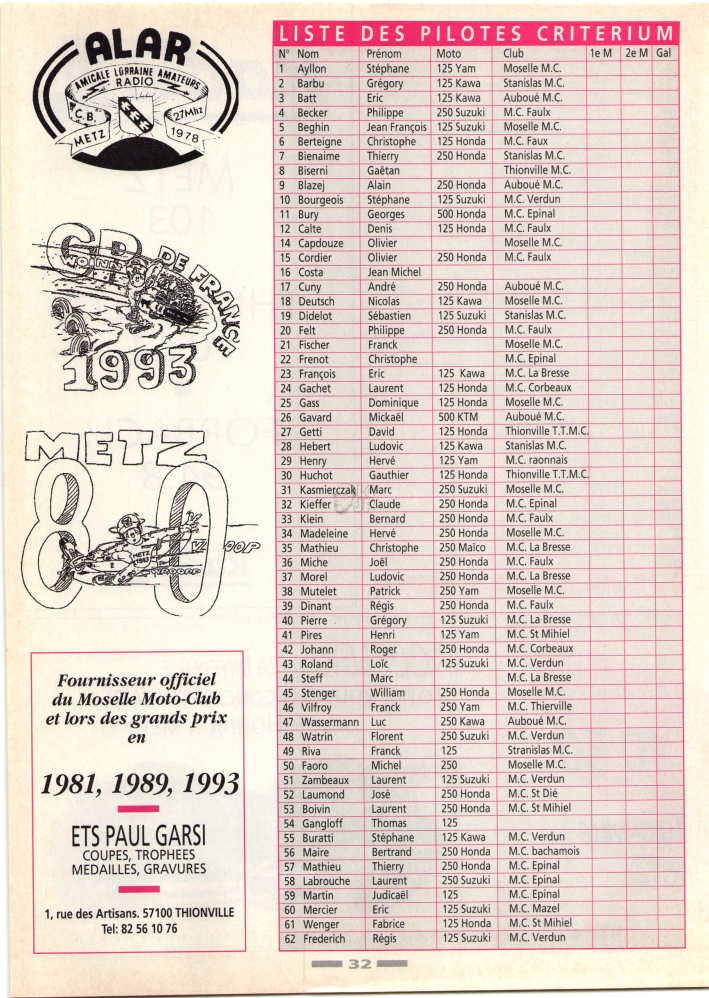 ALAR
AMICALE LORRAINE AMATEURS
RADIO
C.B. 27Mhz
METZ 1978
GP DE FRANCE
1993
METZ
80
METZ
VROOAP
Fournisseur officiel
du Moselle Moto-Club
et lors des grands prix
en
1981, 1989, 1993
ETS PAUL GARSI
COUPES, TROPHEES
MEDAILLES, GRAVURES
1, rue des Artisans. 57100 THIONVILLE
Tel: 82 56 10 76
LISTE DES PILOTES CRITERIUM
N° Nom Prénom Moto Club 1e M 2e M Gal
1 Ayllon Stéphane 125 Yam Moselle M.C.
2 Barbu Grégory 125 Kawa Stanislas M.C.
3 Batt Eric 125 Kawa Auboué M.C.
4 Becker Philippe 250 Suzuki M.C. Faulx
5 Beghin Jean François 125 Suzuki Moselle M.C.
6 Berteigne Christophe 125 Honda M.C. Faux
7 Bienaime Thierry 250 Honda Stanislas M.C.
8 Biserni Gaëtan Thionville M.C.
9 Blazej Alain 250 Honda Auboué M.C.
10 Bourgeois Stéphane 125 Suzuki M.C. Verdun
11 Bury Georges 500 Honda M.C. Epinal
12 Calte Denis 125 Honda M.C. Faulx
14 Capdouze Olivier Moselle M.C.
15 Cordier Olivier 250 Honda M.C. Faulx
16 Costa Jean Michel
17 Cuny André 250 Honda Auboué M.C.
18 Deutsch Nicolas 125 Kawa Moselle M.C.
19 Didelot Sébastien 125 Suzuki Stanislas M.C.
20 Felt Philippe 250 Honda M.C. Faulx
21 Fischer Franck Moselle M.C.
22 Frenot Christophe M.C. Epinal
23 François Eric 125 Kawa M.C. La Bresse
24 Gachet Laurent 125 Honda M.C. Corbeaux
25 Gass Dominique 125 Honda Moselle M.C.
26 Gavard Mickaël 500 KTM Auboué M.C.
27 Getti David 125 Honda Thionville T.T.M.C.
28 Hebert Ludovic 125 Kawa Stanislas M.C.
29 Henry Hervé 125 Yam M.C. raonnais
30 Huchot Gauthier 125 Honda Thionville T.T.M.C.
31 Kasmierczak Marc 250 Suzuki Moselle M.C.
32 Kieffer Claude 250 Honda M.C. Epinal
33 Klein Bernard 250 Honda M.C. Faulx
34 Madeleine Hervé 250 Honda Moselle M.C.
35 Mathieu Christophe 250 Maïco M.C. La Bresse
36 Miche Joël 250 Honda M.C. Faulx
37 Morel Ludovic 250 Honda M.C. La Bresse
38 Mutelet Patrick 250 Yam Moselle M.C.
39 Dinant Régis 250 Honda M.C. Faulx
40 Pierre Grégory 125 Suzuki M.C. La Bresse
41 Pires Henri 125 Yam M.C. St Mihiel
42 Johann Roger 250 Honda M.C. Corbeaux
43 Roland Loïc 125 Suzuki M.C. Verdun
44 Steff Marc M.C. La Bresse
45 Stenger William 250 Honda Moselle M.C.
46 Vilfroy Franck 250 Yam M.C. Thierville
47 Wassermann Luc 250 Kawa Auboué M.C.
48 Watrin Florent 250 Suzuki M.C. Verdun
49 Riva Franck 125 Stranislas M.C.
50 Faoro Michel 250 Moselle M.C.
51 Zambeaux Laurent 125 Suzuki M.C. Verdun
52 Laumond José 250 Honda M.C. St Dié
53 Boivin Laurent 250 Honda M.C. St Mihiel
54 Gangloff Thomas 125
55 Buratti Stéphane 125 Kawa M.C. Verdun
56 Maire Bertrand 250 Honda M.C. bachamois
57 Mathieu Thierry 250 Honda M.C. Epinal
58 Labrouche Laurent 250 Suzuki M.C. Epinal
59 Martin Judicaël 125 M.C. Epinal
60 Mercier Eric 125 Suzuki M.C. Mazel
61 Wenger Fabrice 125 Honda M.C. St Mihiel
62 Frederich Régis 125 Suzuki M.C. Verdun
32